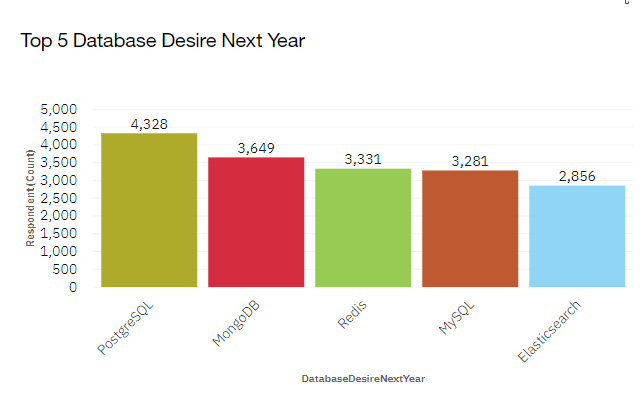 Top 5 Database Desire Next Year
Respondent (Count)
5,000
4,500
4,000
3,500
3,000
2,500
2,000
1,500
1,000
500
0
4,328
3,649
3,331
3,281
2,856
PostgreSQL
MongoDB
Redis
MySQL
Elasticsearch
DatabaseDesireNextYear